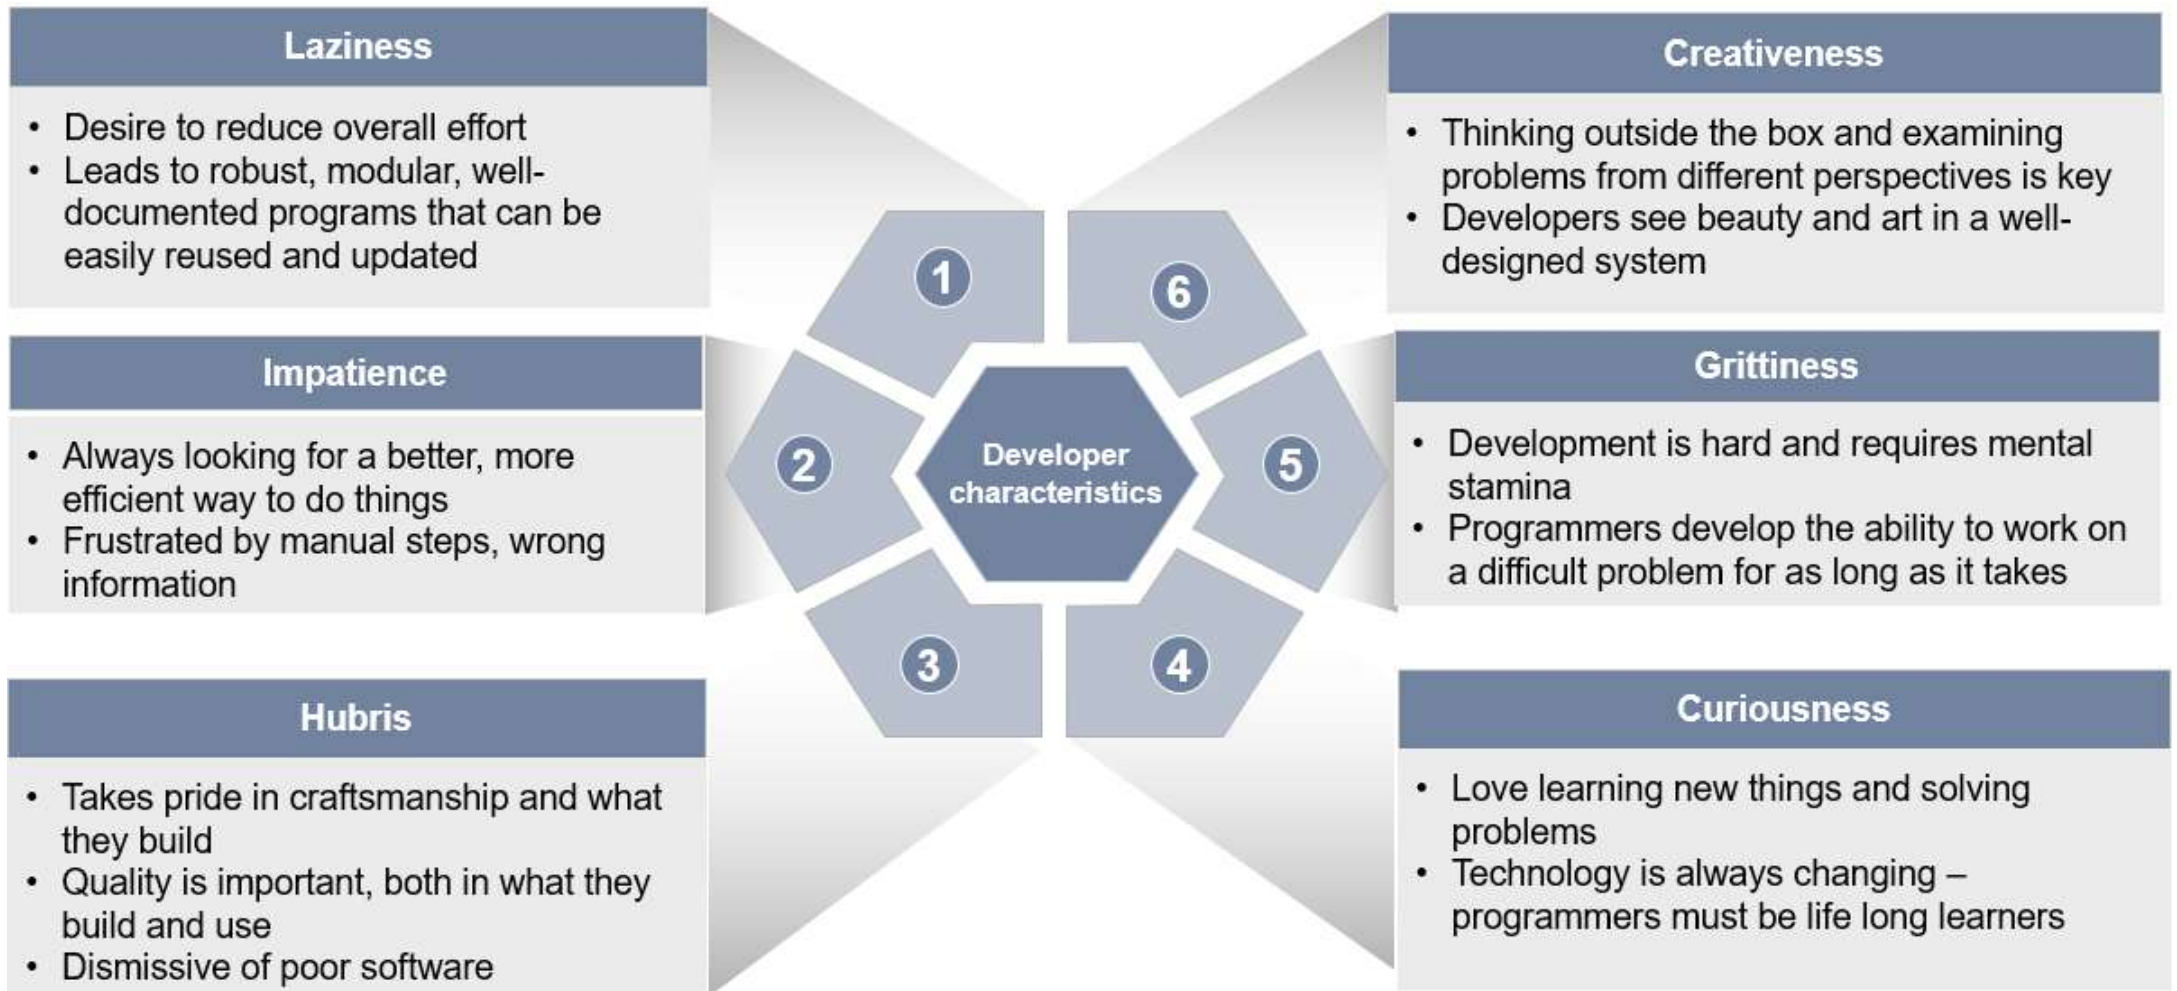 Laziness
• Desire to reduce overall effort
• Leads to robust, modular, well-
documented programs that can be
easily reused and updated
Impatience
• Always looking for a better, more
efficient way to do things
• Frustrated by manual steps, wrong
information
Hubris
• Takes pride in craftsmanship and what
they build
• Quality is important, both in what they
build and use
• Dismissive of poor software
1
2
3
Developer
characteristics
6
5
4
Creativeness
• Thinking outside the box and examining
problems from different perspectives is key
• Developers see beauty and art in a well-
designed system
Grittiness
• Development is hard and requires mental
stamina
• Programmers develop the ability to work on
a difficult problem for as long as it takes
Curiousness
• Love learning new things and solving
problems
• Technology is always changing –
programmers must be life long learners